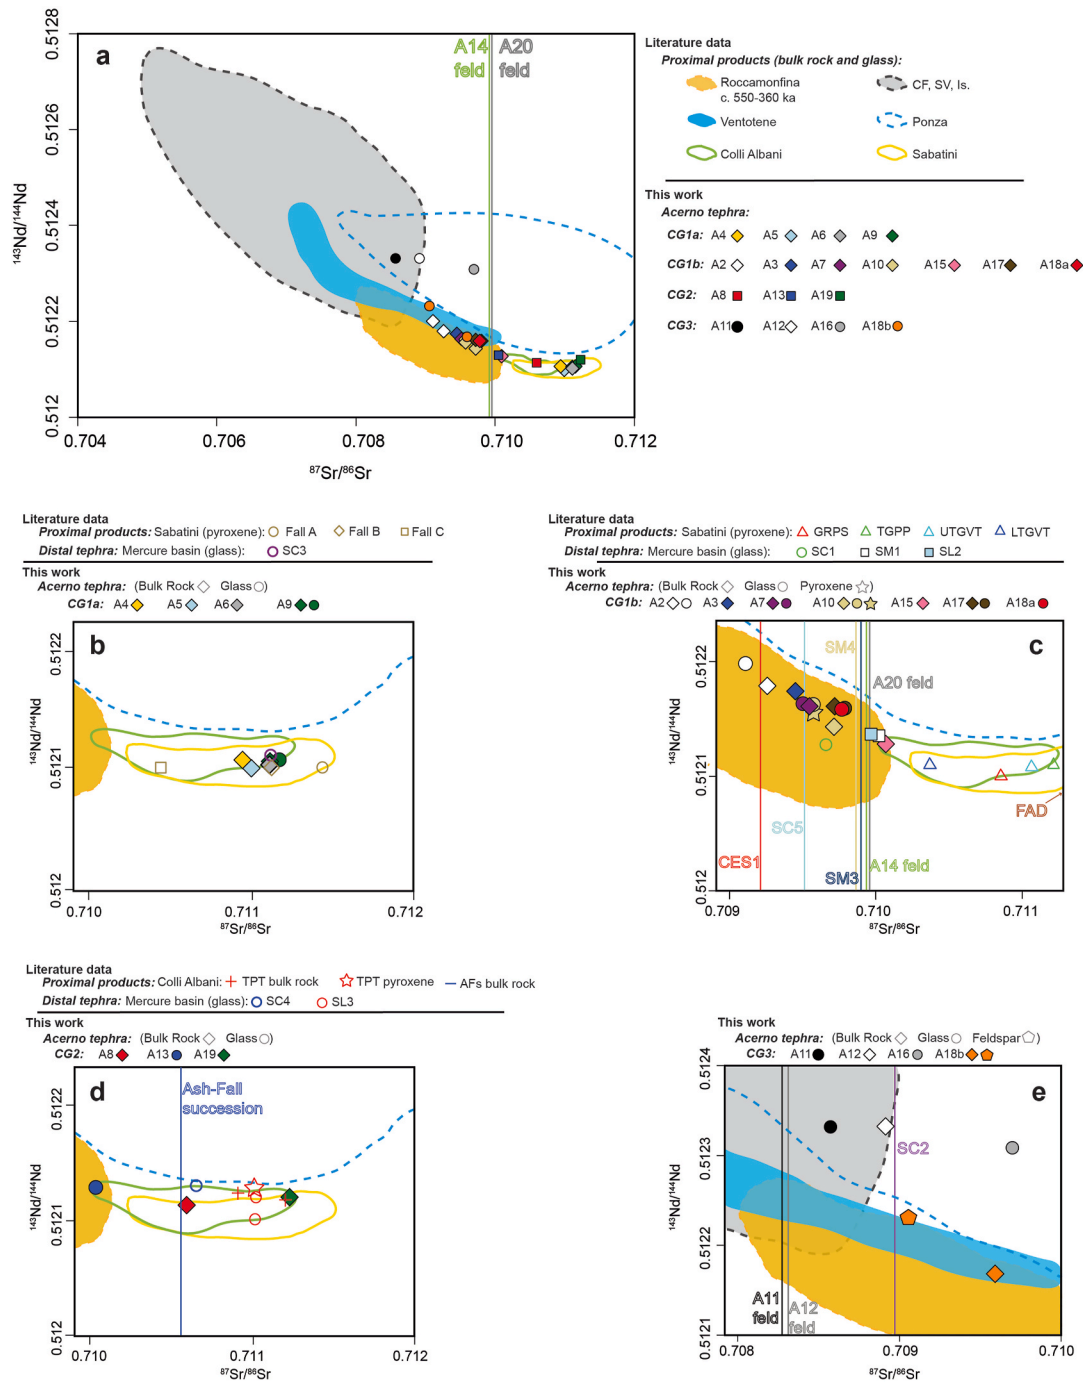 a
A14 feld
A20 feld
0.5128
0.5126
0.5124
0.5122
0.512
143Nd/144Nd
0.704 0.706 0.708 0.710 0.712
87Sr/86Sr
Literature data
Proximal products (bulk rock and glass):
Roccamonfina c. 550-360 ka
CF, SV, Is.
Ventotene
Ponza
Colli Albani
Sabatini
This work
Acerno tephra:
CG1a: A4 A5 A6 A9
CG1b: A2 A3 A7 A10 A15 A17 A18a
CG2: A8 A13 A19
CG3: A11 A12 A16 A18b
Literature data
Proximal products: Sabatini (pyroxene): Fall A Fall B Fall C
Distal tephra: Mercure basin (glass): SC3
This work
Acerno tephra: (Bulk Rock Glass )
CG1a: A4 A5 A6 A9
b
0.5122
0.5121
0.512
143Nd/144Nd
0.710 0.711 0.712
87Sr/86Sr
Literature data
Proximal products: Sabatini (pyroxene): GRPS TGPP UTGVT LTGVT
Distal tephra: Mercure basin (glass): SC1 SM1 SL2
This work
Acerno tephra: (Bulk Rock Glass Pyroxene )
CG1b: A2 A3 A7 A10 A15 A17 A18a
c
SM4
A20 feld
SC5
CES1
SM3
A14 feld
FAD
0.5122
0.5121
0.512
143Nd/144Nd
0.709 0.710 0.711
87Sr/86Sr
Literature data
Proximal products: Colli Albani: TPT bulk rock TPT pyroxene AFs bulk rock
Distal tephra: Mercure basin (glass): SC4 SL3
This work
Acerno tephra: (Bulk Rock Glass )
CG2: A8 A13 A19
d
Ash-Fall succession
0.5122
0.5121
0.512
143Nd/144Nd
0.710 0.711 0.712
87Sr/86Sr
This work
Acerno tephra: (Bulk Rock Glass Feldspar )
CG3: A11 A12 A16 A18b
e
SC2
A11 feld
A12 feld
0.5124
0.5123
0.5122
0.5121
143Nd/144Nd
0.708 0.709 0.710
87Sr/86Sr